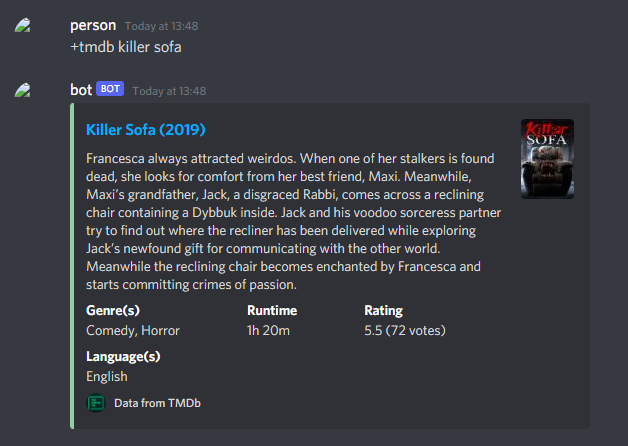 person Today at 13:48
+tmdb killer sofa
bot BOT Today at 13:48
Killer Sofa (2019)
Killer
SOFA
Francesca always attracted weirdos. When one of her stalkers is found
dead, she looks for comfort from her best friend, Maxi. Meanwhile,
Maxi's grandfather, Jack, a disgraced Rabbi, comes across a reclining
chair containing a Dybbuk inside. Jack and his voodoo sorceress partner
try to find out where the recliner has been delivered while exploring
Jack's newfound gift for communicating with the other world.
Meanwhile the reclining chair becomes enchanted by Francesca and
starts committing crimes of passion.
Genre(s) Runtime Rating
Comedy, Horror 1h 20m 5.5 (72 votes)
Language(s)
English
Data from TMDb